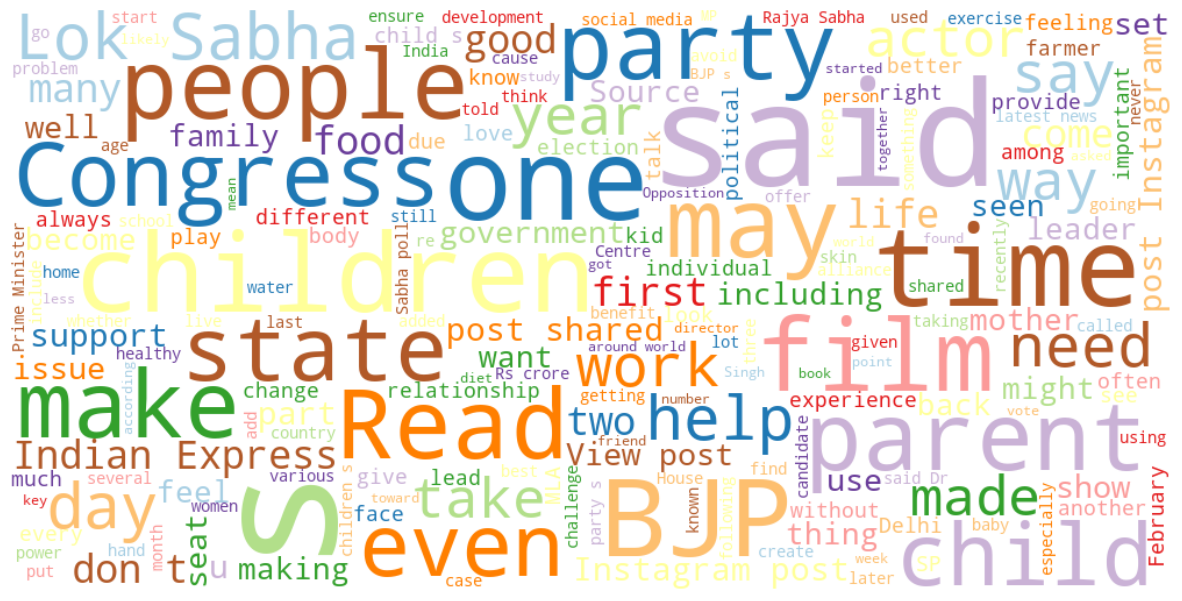 go
start
likely
Lok Sabha
problem
many
people
ensure
child s
India
development
good
cause
know
study
told
think
social media
party
avoid
BJP s
up
Rajya Sabha
actor
used
exercise
feeling
set
farmer
started
better
say
well
age
family
food
due
love
year
Source
election
talk
political
said
person
right
keep
together
something
provide
latest news
come
never
important
among
asked
post Instagram
Congress
mean
one
Opposition
offer
may
life
time
way
seen
going
leader
always
school
different
still
become
play
body
re
government
kid
Centre
got
children
Sabha poll
Prime Minister
include
home
less
water
individual
skin
world
found
alliance
shared
recently
first
including
benefit
look
support
whether
live
last
added
state
post shared
director
three
taking
mother
called
healthy
issue
want
around world
Rs crore
work
lot
Singh
film
given
point
book
need
make
according
change
diet
relationship
getting
number
experience
might
often
see
add
part
country
Read
two
help
back
vote
parent
using
Indian Express
friend
View post
candidate
much
several
various
give
lead
best
MLA
challenge
House
find
use
said Dr
made
show
another
key
day
feel
women
S
children s
toward
face
take
party s
known
BJP
following
without
thing
Delhi
baby
especially
February
every
power
put
hand
month
don t
seat
u
making
even
case
create
Instagram post
week
later
SP
child